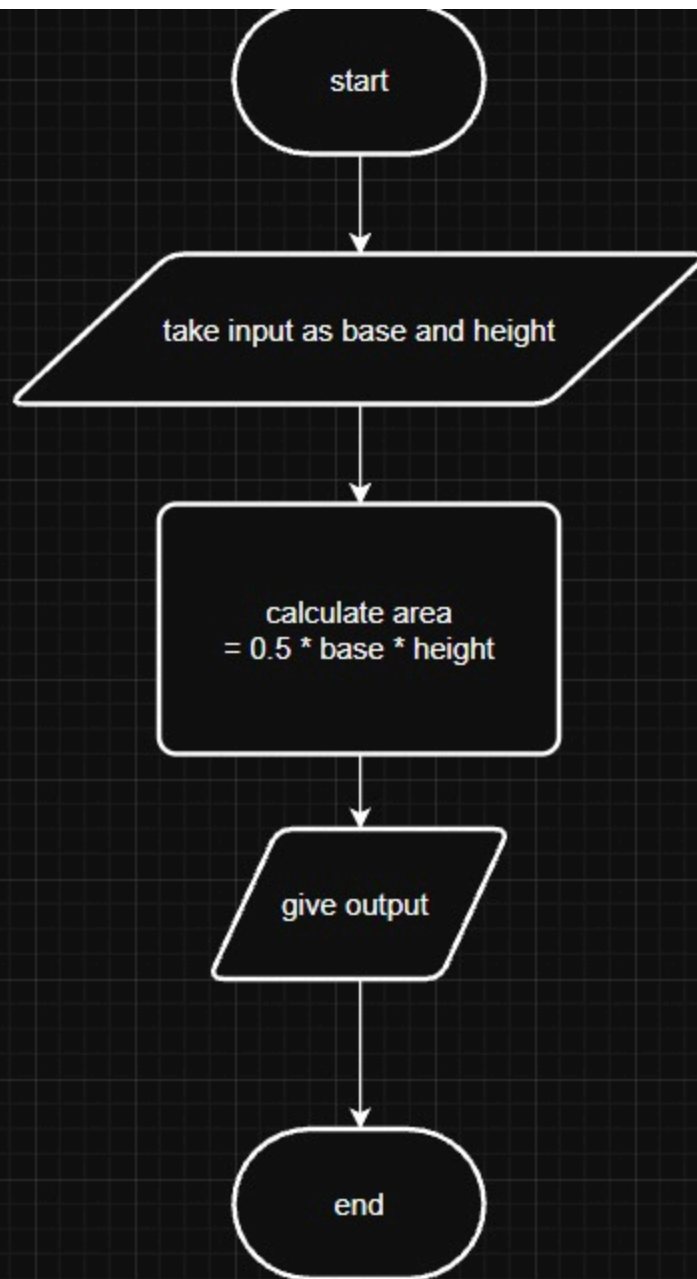 start
take input as base and height
calculate area
= 0.5 * base * height
give output
end